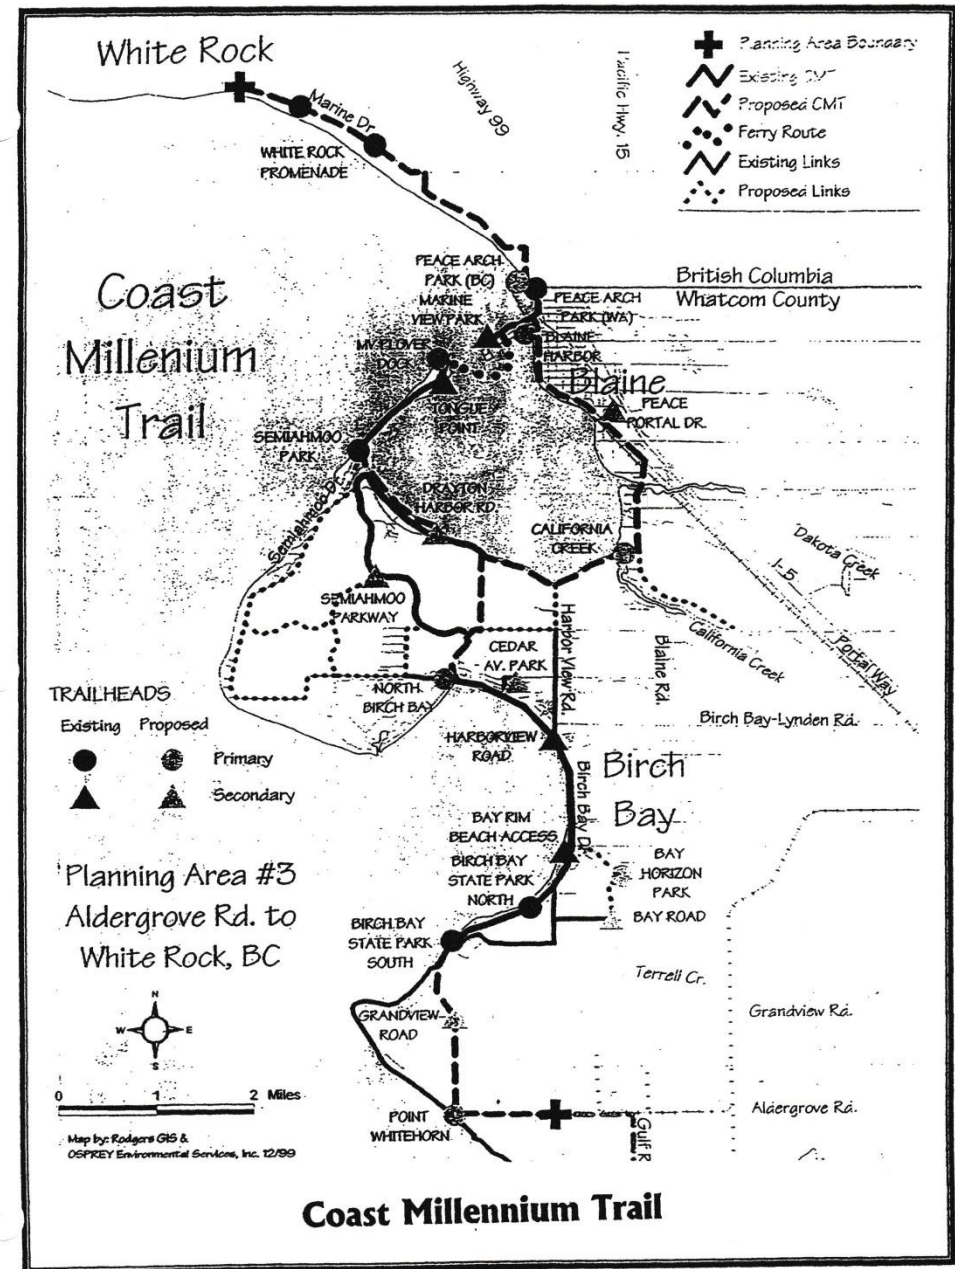 White Rock
Marine Dr
WHITE ROCK
PROMENADE
Highway 99
Pacific Hwy. 15
Planning Area Boundary
Existing CMT
Proposed CMT
Ferry Route
Existing Links
Proposed Links
British Columbia
Whatcom County
Coast
Millenium
Trail
PEACE ARCH
PARK (BC)
MARINE
VIEW PARK
PEACE ARCH
PARK (WA)
BLAINE
HARBOR
MV PLOVER
DOCK
Blaine
PEACE
PORTAL DR.
TONGUE
POINT
SEMIAHMOO
PARK
DRAYTON
HARBOR RD.
Semiahmoo Dr.
CALIFORNIA
CREEK
Dakota Creek
I-5
Portal Way
California Creek
SEMIAHMOO
PARKWAY
Harbor View Rd.
Blaine Rd.
CEDAR
AV. PARK
NORTH
BIRCH BAY
Birch Bay-Lynden Rd.
HARBORVIEW
ROAD
TRAILHEADS
Existing Proposed
Primary
Secondary
Birch
Bay
Birch Bay Dr.
BAY RIM
BEACH ACCESS
BIRCH BAY
STATE PARK
NORTH
BAY
HORIZON
PARK
BAY ROAD
BIRCH BAY
STATE PARK
SOUTH
Planning Area #3
Aldergrove Rd. to
White Rock, BC
Terrell Cr.
Grandview Rd.
GRANDVIEW
ROAD
N
W E
S
0 1 2 Miles
POINT
WHITEHORN
Aldergrove Rd.
Gulf R
Map by: Rodgers GIS &
OSPREY Environmental Services, Inc. 12/99
Coast Millennium Trail